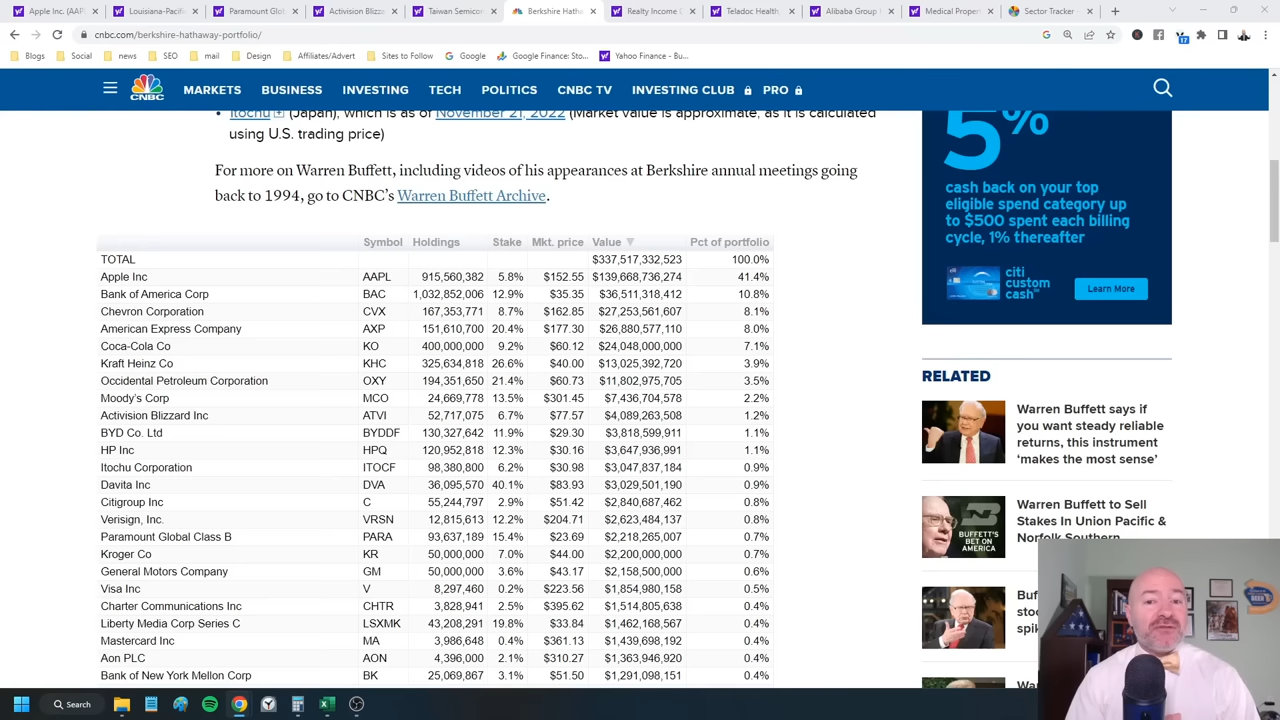 Apple Inc. (AAP
Louisiana-Pacifi
Paramount Glob
Activision Blizz
Taiwan Semico
Berkshire Hatha
Realty Income C
Teladoc Health,
Alibaba Group
Medical Proper
Sector Tracker
cnbc.com/berkshire-hathaway-portfolio/
17
Blogs
Social
news
SEO
mail
Design
Affiliates/Advert
Sites to Follow
Google
Google Finance: Sto...
Yahoo Finance - Bu...
CNBC
MARKETS
BUSINESS
INVESTING
TECH
POLITICS
CNBC TV
INVESTING CLUB
PRO
• Itochu (Japan), which is as of November 21, 2022 (Market value is approximate, as it is calculated
using U.S. trading price)
For more on Warren Buffett, including videos of his appearances at Berkshire annual meetings going
back to 1994, go to CNBC's Warren Buffett Archive.
Symbol Holdings Stake Mkt. price Value ▼ Pct of portfolio
TOTAL $337,517,332,523 100.0%
Apple Inc AAPL 915,560,382 5.8% $152.55 $139,668,736,274 41.4%
Bank of America Corp BAC 1,032,852,006 12.9% $35.35 $36,511,318,412 10.8%
Chevron Corporation CVX 167,353,771 8.7% $162.85 $27,253,561,607 8.1%
American Express Company AXP 151,610,700 20.4% $177.30 $26,880,577,110 8.0%
Coca-Cola Co KO 400,000,000 9.2% $60.12 $24,048,000,000 7.1%
Kraft Heinz Co KHC 325,634,818 26.6% $40.00 $13,025,392,720 3.9%
Occidental Petroleum Corporation OXY 194,351,650 21.4% $60.73 $11,802,975,705 3.5%
Moody's Corp MCO 24,669,778 13.5% $301.45 $7,436,704,578 2.2%
Activision Blizzard Inc ATVI 52,717,075 6.7% $77.57 $4,089,263,508 1.2%
BYD Co. Ltd BYDDF 130,327,642 11.9% $29.30 $3,818,599,911 1.1%
HP Inc HPQ 120,952,818 12.3% $30.16 $3,647,936,991 1.1%
Itochu Corporation ITOCF 98,380,800 6.2% $30.98 $3,047,837,184 0.9%
Davita Inc DVA 36,095,570 40.1% $83.93 $3,029,501,190 0.9%
Citigroup Inc C 55,244,797 2.9% $51.42 $2,840,687,462 0.8%
Verisign, Inc. VRSN 12,815,613 12.2% $204.71 $2,623,484,137 0.8%
Paramount Global Class B PARA 93,637,189 15.4% $23.69 $2,218,265,007 0.7%
Kroger Co KR 50,000,000 7.0% $44.00 $2,200,000,000 0.7%
General Motors Company GM 50,000,000 3.6% $43.17 $2,158,500,000 0.6%
Visa Inc V 8,297,460 0.2% $223.56 $1,854,980,158 0.5%
Charter Communications Inc CHTR 3,828,941 2.5% $395.62 $1,514,805,638 0.4%
Liberty Media Corp Series C LSXMK 43,208,291 19.8% $33.84 $1,462,168,567 0.4%
Mastercard Inc MA 3,986,648 0.4% $361.13 $1,439,698,192 0.4%
Aon PLC AON 4,396,000 2.1% $310.27 $1,363,946,920 0.4%
Bank of New York Mellon Corp BK 25,069,867 3.1% $51.50 $1,291,098,151 0.4%
5%
cash back on your top
eligible spend category up
to $500 spent each billing
cycle, 1% thereafter
citi
custom
cash
Learn More
RELATED
Warren Buffett says if
you want steady reliable
returns, this instrument
'makes the most sense'
BUFFETT'S
BET ON
AMERICA
Warren Buffett to Sell
Stakes In Union Pacific &
Norfolk Southern
Buf
sto
spik
Wa
Search